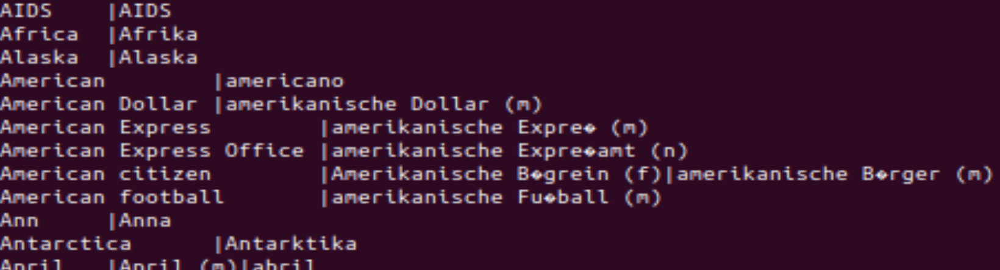 AIDS |AIDS
Africa |Afrika
Alaska |Alaska
American |americano
American Dollar |amerikanische Dollar (m)
American Express |amerikanische Expre� (m)
American Express Office |amerikanische Expre�amt (n)
American citizen |Amerikanische B�grein (f)|amerikanische B�rger (m)
American football |amerikanische Fu�ball (m)
Ann |Anna
Antarctica |Antarktika
April |April (m)|abril